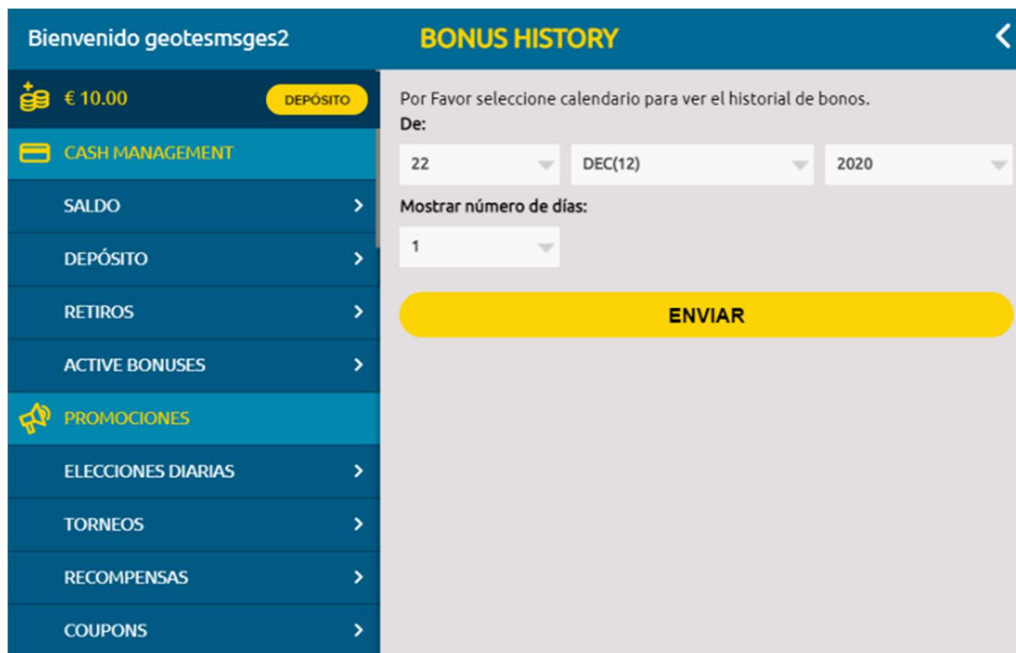 Bienvenido geotesmsges2
BONUS HISTORY
€ 10.00
DEPÓSITO
CASH MANAGEMENT
SALDO
DEPÓSITO
RETIROS
ACTIVE BONUSES
PROMOCIONES
ELECCIONES DIARIAS
TORNEOS
RECOMPENSAS
COUPONS
Por Favor seleccione calendario para ver el historial de bonos.
De:
22 DEC(12) 2020
Mostrar número de días:
1
ENVIAR